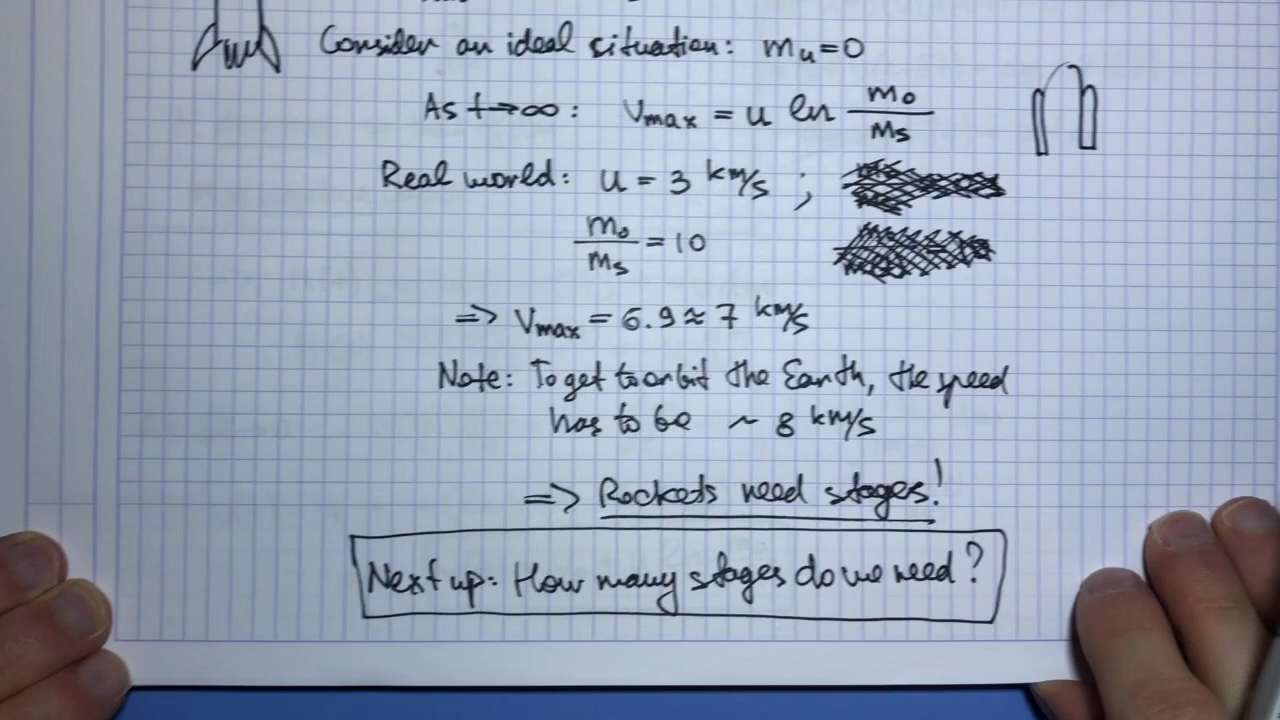 Consider an ideal situation: mᵤ=0
As t→∞: Vmax = u ln m₀/mₛ
Real world: u = 3 km/s ;
m₀/mₛ = 10
=> Vmax = 6.9 ≈ 7 km/s
Note: To get to orbit the Earth, the speed
has to be ~ 8 km/s
=> Rockets need stages!
Next up: How many stages do we need?